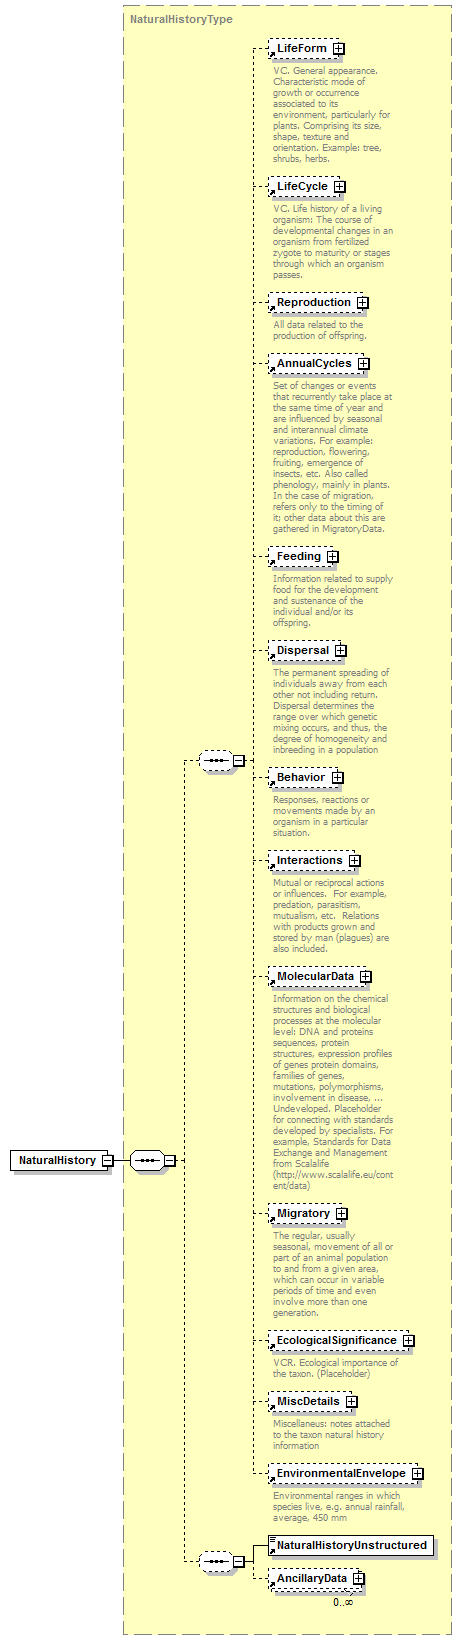 NaturalHistoryType
LifeForm
VC. General appearance.
Characteristic mode of
growth or occurrence
associated to its
environment, particularly for
plants. Comprising its size,
shape, texture and
orientation. Example: tree,
shrubs, herbs.
LifeCycle
VC. Life history of a living
organism: The course of
developmental changes in an
organism from fertilized
zygote to maturity or stages
through which an organism
passes.
Reproduction
All data related to the
production of offspring.
AnnualCycles
Set of changes or events
that recurrently take place at
the same time of year and
are influenced by seasonal
and interannual climate
variations. For example:
reproduction, flowering,
fruiting, emergence of
insects, etc. Also called
phenology, mainly in plants.
In the case of migration,
refers only to the timing of
it; other data about this are
gathered in MigratoryData.
Feeding
Information related to supply
food for the development
and sustenance of the
individual and/or its
offspring.
Dispersal
The permanent spreading of
individuals away from each
other not including return.
Dispersal determines the
range over which genetic
mixing occurs, and thus, the
degree of homogeneity and
inbreeding in a population
Behavior
Responses, reactions or
movements made by an
organism in a particular
situation.
Interactions
Mutual or reciprocal actions
or influences.  For example,
predation, parasitism,
mutualism, etc.  Relations
with products grown and
stored by man (plagues) are
also included.
MolecularData
Information on the chemical
structures and biological
processes at the molecular
level: DNA and proteins
sequences, protein
structures, expression profiles
of genes protein domains,
families of genes,
mutations, polymorphisms,
involvement in disease, ...
Undeveloped. Placeholder
for connecting with standards
developed by specialists. For
example, Standards for Data
Exchange and Management
from Scalalife
(http://www.scalalife.eu/cont
ent/data)
NaturalHistory
Migratory
The regular, usually
seasonal, movement of all or
part of an animal population
to and from a given area,
which can occur in variable
periods of time and even
involve more than one
generation.
EcologicalSignificance
VCR. Ecological importance of
the taxon. (Placeholder)
MiscDetails
Miscellaneus: notes attached
to the taxon natural history
information
EnvironmentalEnvelope
Environmental ranges in which
species live, e.g. annual rainfall,
average, 450 mm
NaturalHistoryUnstructured
AncillaryData
0..∞